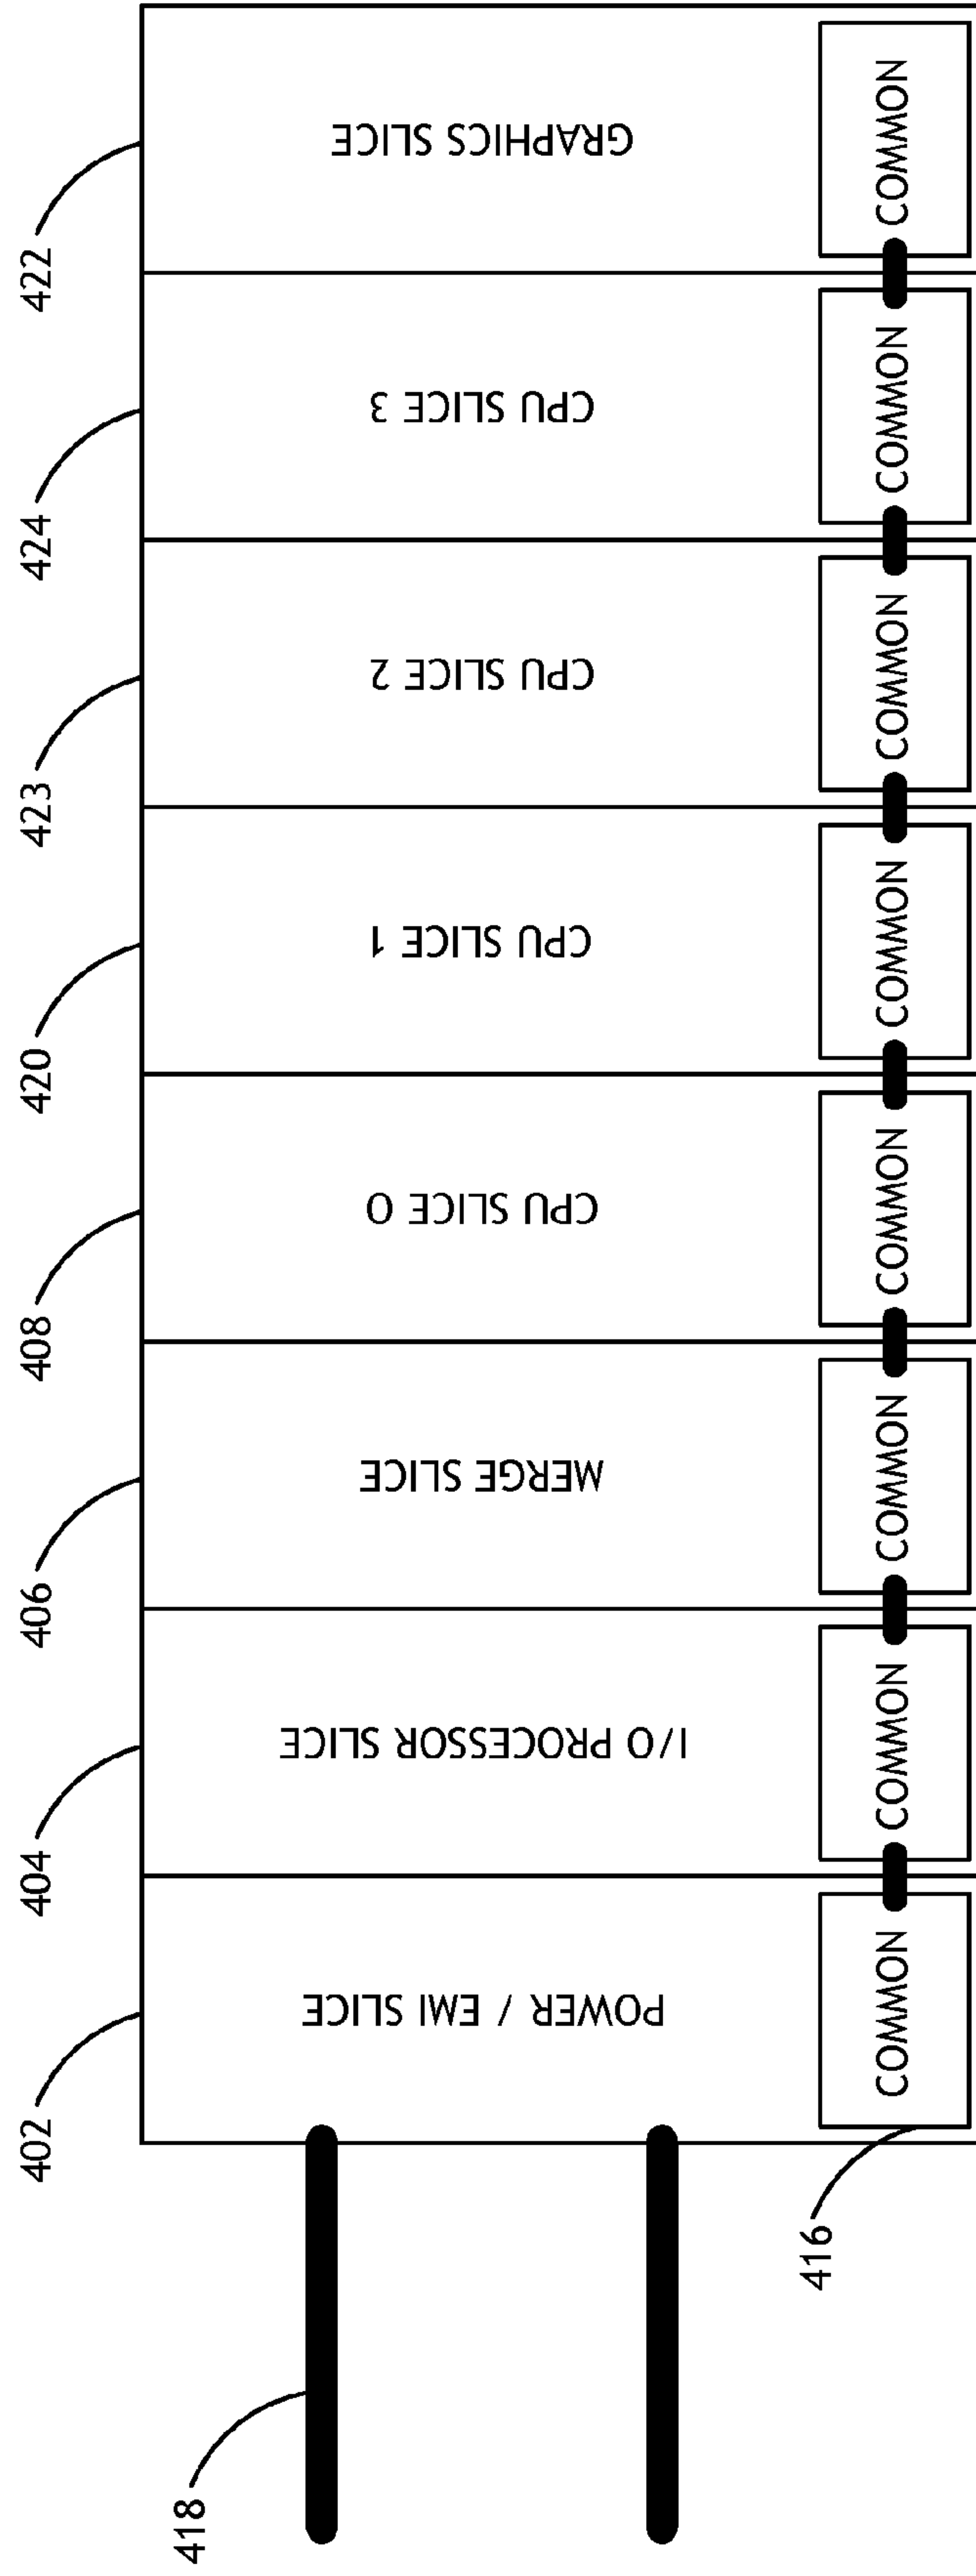 402
404
406
408
420
423
424
422
POWER / EMI SLICE
I/O PROCESSOR SLICE
MERGE SLICE
CPU SLICE 0
CPU SLICE 1
CPU SLICE 2
CPU SLICE 3
GRAPHICS SLICE
COMMON
COMMON
COMMON
COMMON
COMMON
COMMON
COMMON
COMMON
418
416